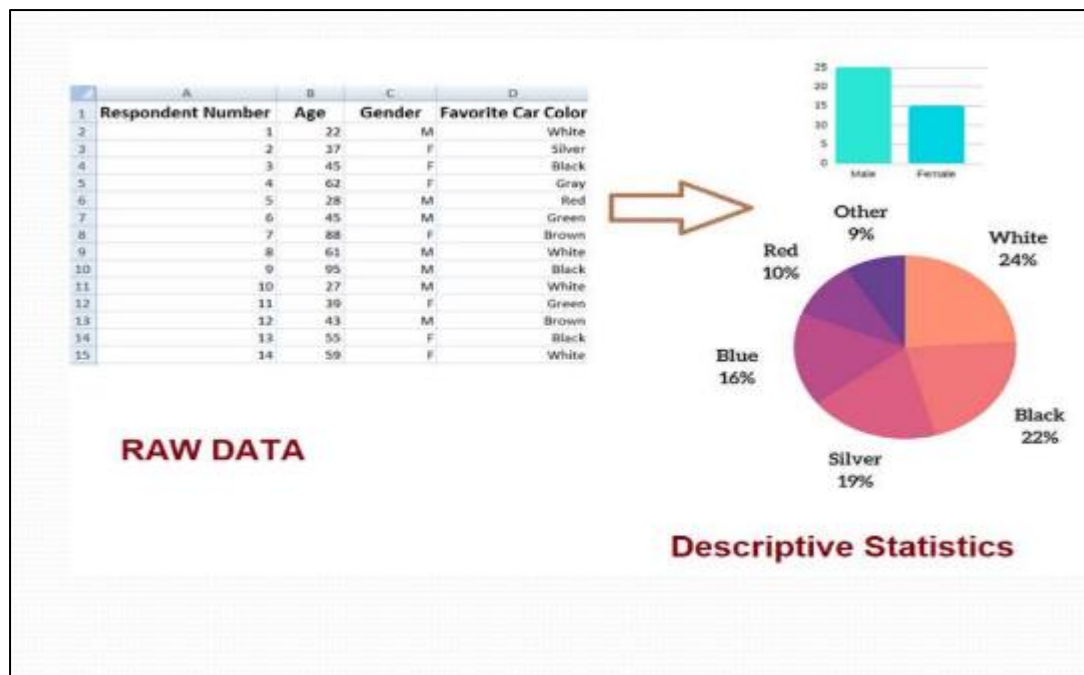 A B C D
1 Respondent Number Age Gender Favorite Car Color
2 1 22 M White
3 2 37 F Silver
4 3 45 F Black
5 4 62 F Gray
6 5 28 M Red
7 6 45 M Green
8 7 88 F Brown
9 8 61 M White
10 9 95 M Black
11 10 27 M White
12 11 39 F Green
13 12 43 M Brown
14 13 55 F Black
15 14 59 F White
RAW DATA
25
20
15
10
5
0
Male Female
Other
9%
White
24%
Red
10%
Blue
16%
Black
22%
Silver
19%
Descriptive Statistics